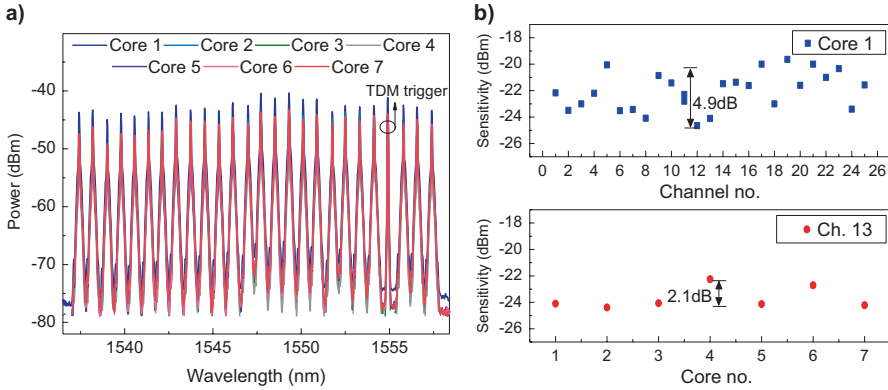 a)
Core 1 Core 2 Core 3 Core 4
Core 5 Core 6 Core 7
TDM trigger
Power (dBm)
-40
-50
-60
-70
-80
1540 1545 1550 1555
Wavelength (nm)
b)
Core 1
Sensitivity (dBm)
-18
-20
-22
-24
-26
4.9dB
0 2 4 6 8 10 12 14 16 18 20 22 24 26
Channel no.
Ch. 13
Sensitivity (dBm)
-18
-20
-22
-24
-26
2.1dB
1 2 3 4 5 6 7
Core no.